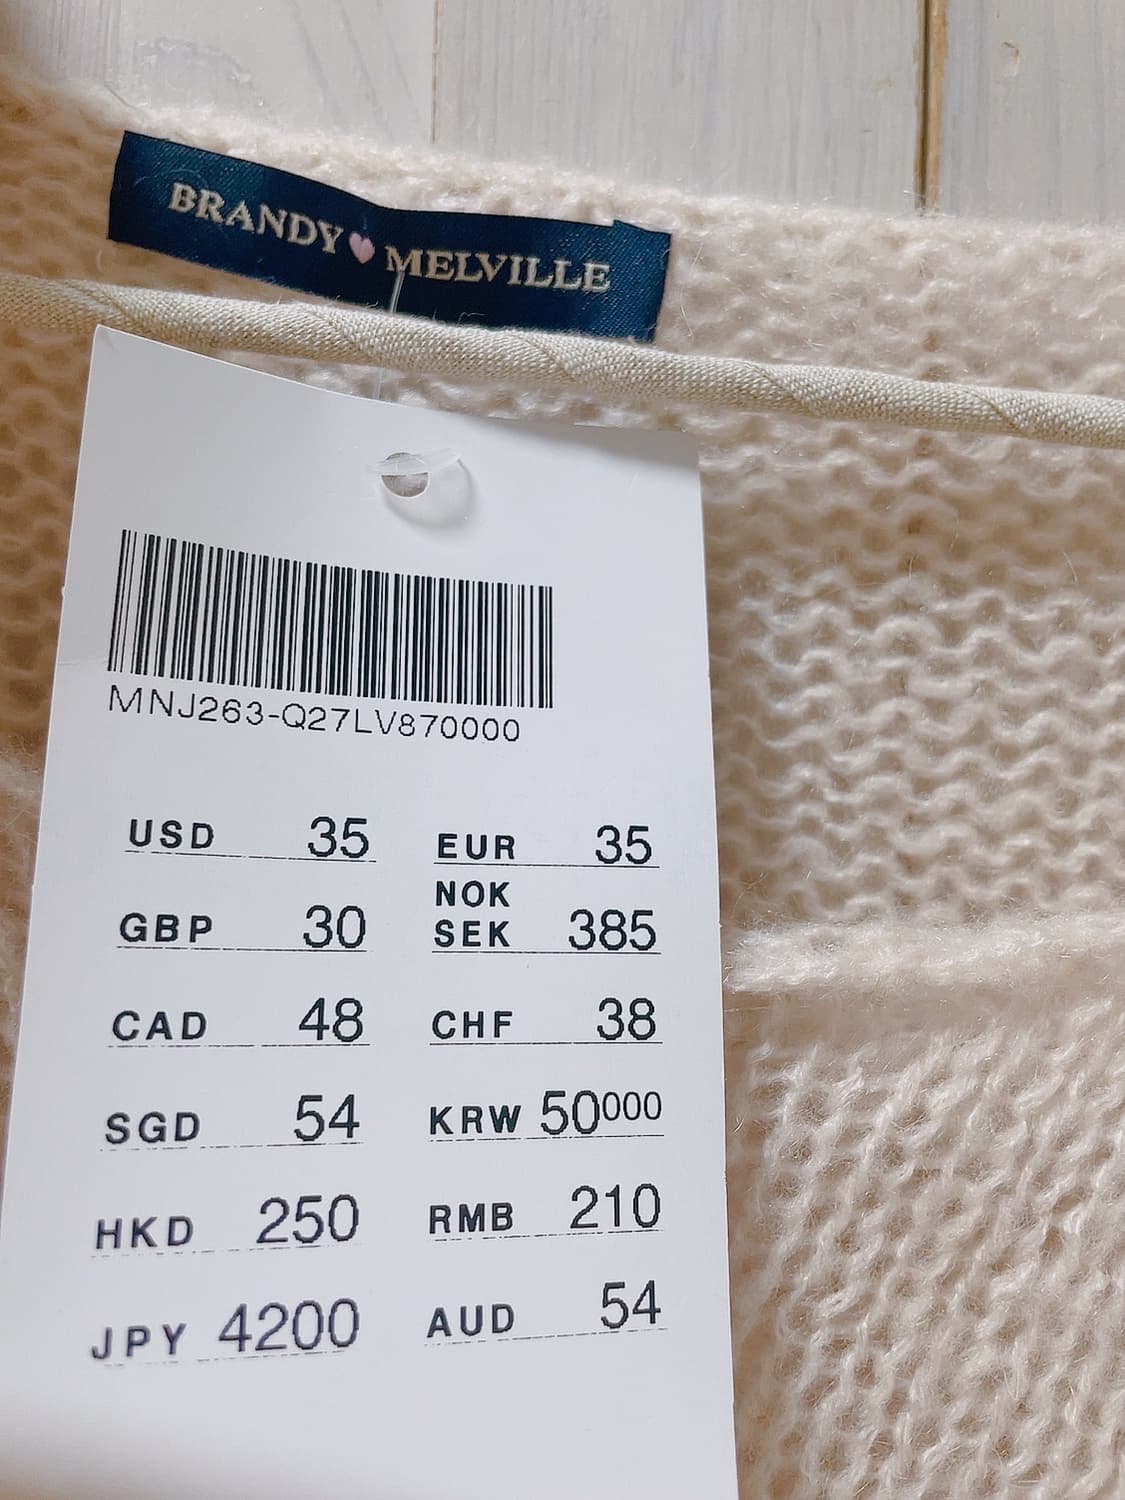 BRANDY MELVILLE
MNJ263-Q27LV870000
USD 35
EUR 35
GBP 30
NOK
SEK 385
CAD 48
CHF 38
SGD 54
KRW 50000
HKD 250
RMB 210
JPY 4200
AUD 54